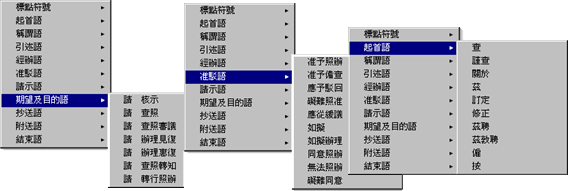 標點符號
起首語
稱謂語
引述語
經辦語
准駁語
請示語
期望及目的語
抄送語
附送語
結束語
請 核示
請 查照
請 查照審議
請 辦理見復
請 辦理惠復
請 查照轉知
請 轉行照辦
標點符號
起首語
稱謂語
引述語
經辦語
准駁語
請示語
期望及目的語
抄送語
附送語
結束語
准予照辦
准予備查
應予駁回
礙難照准
應從緩議
如擬
如擬辦理
同意照辦
無法照辦
礙難同意
標點符號
起首語
稱謂語
引述語
經辦語
准駁語
請示語
期望及目的語
抄送語
附送語
結束語
查
謹查
關於
茲
訂定
修正
茲聘
茲敦聘
僱
按